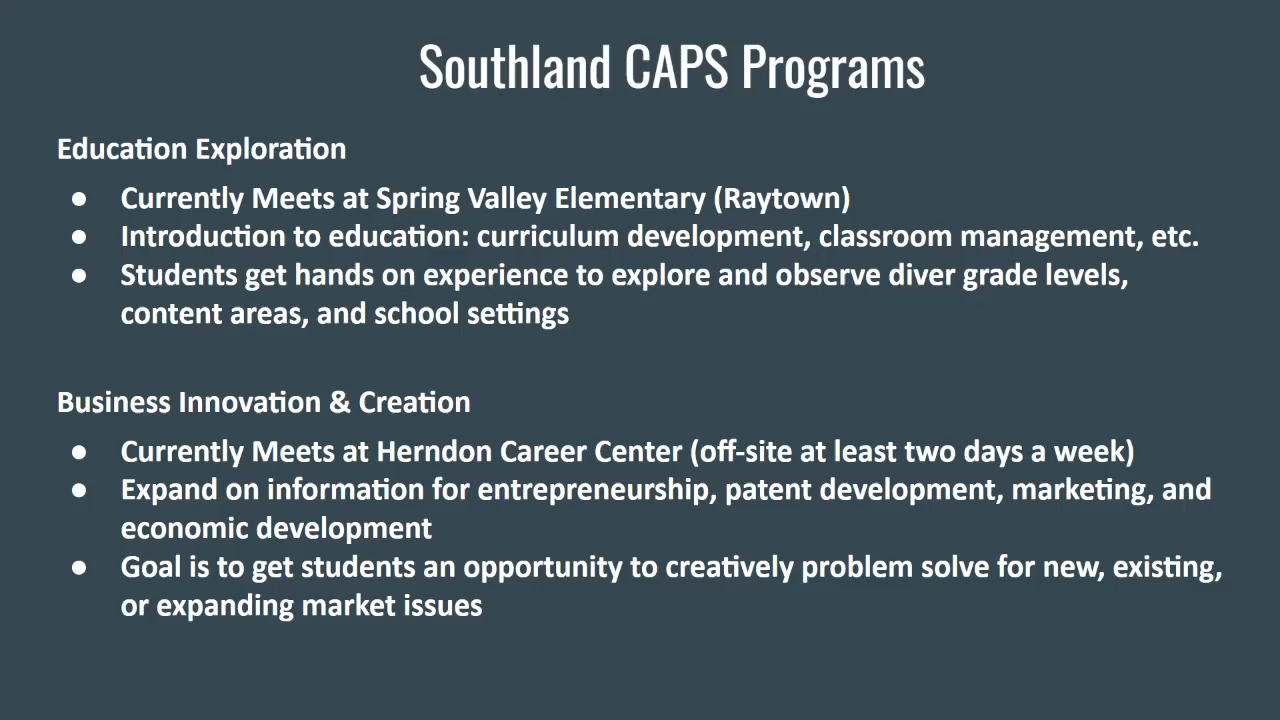 Southland CAPS Programs
Education Exploration
● Currently Meets at Spring Valley Elementary (Raytown)
● Introduction to education: curriculum development, classroom management, etc.
● Students get hands on experience to explore and observe diver grade levels,
content areas, and school settings
Business Innovation & Creation
● Currently Meets at Herndon Career Center (off-site at least two days a week)
● Expand on information for entrepreneurship, patent development, marketing, and
economic development
● Goal is to get students an opportunity to creatively problem solve for new, existing,
or expanding market issues